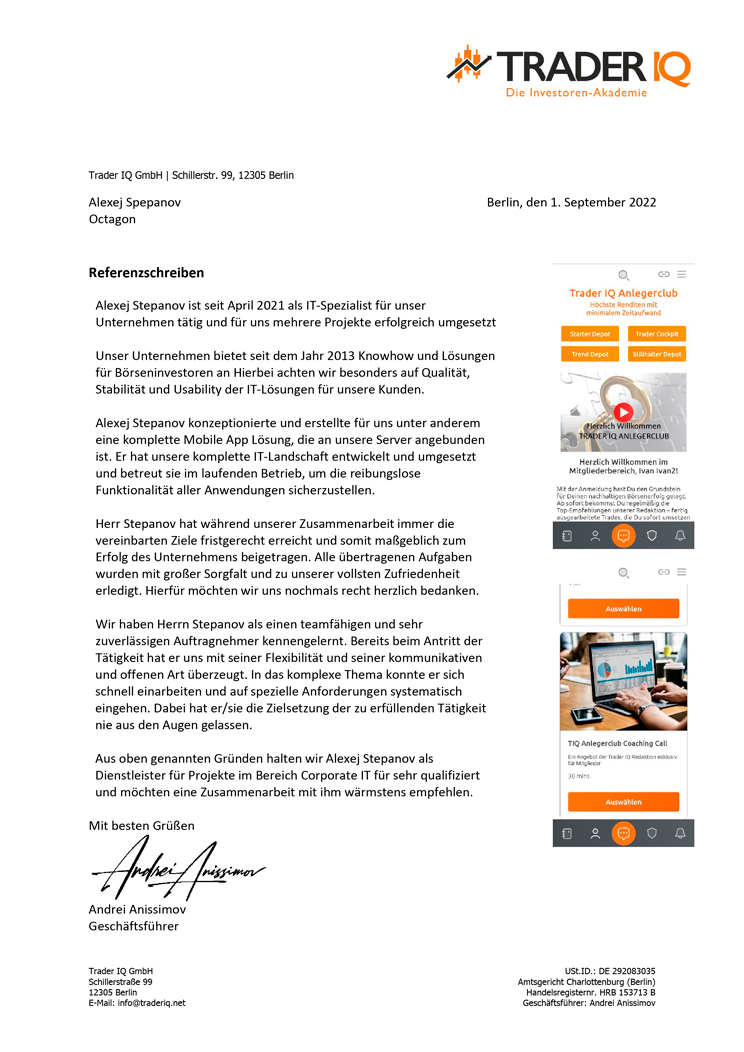 TRADER IQ
Die Investoren-Akademie
Trader IQ GmbH | Schillerstr. 99, 12305 Berlin
Alexej Spepanov
Octagon
Berlin, den 1. September 2022
Referenzschreiben
Alexej Stepanov ist seit April 2021 als IT-Spezialist für unser
Unternehmen tätig und für uns mehrere Projekte erfolgreich umgesetzt
Unser Unternehmen bietet seit dem Jahr 2013 Knowhow und Lösungen
für Börseninvestoren an Hierbei achten wir besonders auf Qualität,
Stabilität und Usability der IT-Lösungen für unsere Kunden.
Alexej Stepanov konzeptionierte und erstellte für uns unter anderem
eine komplette Mobile App Lösung, die an unsere Server angebunden
ist. Er hat unsere komplette IT-Landschaft entwickelt und umgesetzt
und betreut sie im laufenden Betrieb, um die reibungslose
Funktionalität aller Anwendungen sicherzustellen.
Herr Stepanov hat während unserer Zusammenarbeit immer die
vereinbarten Ziele fristgerecht erreicht und somit maßgeblich zum
Erfolg des Unternehmens beigetragen. Alle übertragenen Aufgaben
wurden mit großer Sorgfalt und zu unserer vollsten Zufriedenheit
erledigt. Hierfür möchten wir uns nochmals recht herzlich bedanken.
Wir haben Herrn Stepanov als einen teamfähigen und sehr
zuverlässigen Auftragnehmer kennengelernt. Bereits beim Antritt der
Tätigkeit hat er uns mit seiner Flexibilität und seiner kommunikativen
und offenen Art überzeugt. In das komplexe Thema konnte er sich
schnell einarbeiten und auf spezielle Anforderungen systematisch
eingehen. Dabei hat er/sie die Zielsetzung der zu erfüllenden Tätigkeit
nie aus den Augen gelassen.
Aus oben genannten Gründen halten wir Alexej Stepanov als
Dienstleister für Projekte im Bereich Corporate IT für sehr qualifiziert
und möchten eine Zusammenarbeit mit ihm wärmstens empfehlen.
Mit besten Grüßen
Andrei Anissimov
Andrei Anissimov
Geschäftsführer
Trader IQ Anlegerclub
Höchste Renditen mit
minimalem Zeitaufwand
Starter Depot
Trader Cockpit
Trend Depot
Stillhalter Depot
Herzlich Willkommen
TRADER IQ ANLEGERCLUB
Herzlich Willkommen im
Mitgliederbereich, Ivan Ivan2!
Mit der Anmeldung hast Du den Grundstein
für Deinen nachhaltigen Börsenerfolg gelegt.
Ab sofort bekommst Du regelmäßig die
Top-Empfehlungen unserer Redaktion – fertig
ausgearbeitete Trades, die Du sofort umsetzen
Auswählen
TIQ Anlegerclub Coaching Call
Ein Angebot der Trader IQ Redaktion exklusiv
für Mitglieder
30 mins.
Auswählen
Trader IQ GmbH
Schillerstraße 99
12305 Berlin
E-Mail: info@traderiq.net
USt.ID.: DE 292083035
Amtsgericht Charlottenburg (Berlin)
Handelsregisternr. HRB 153713 B
Geschäftsführer: Andrei Anissimov